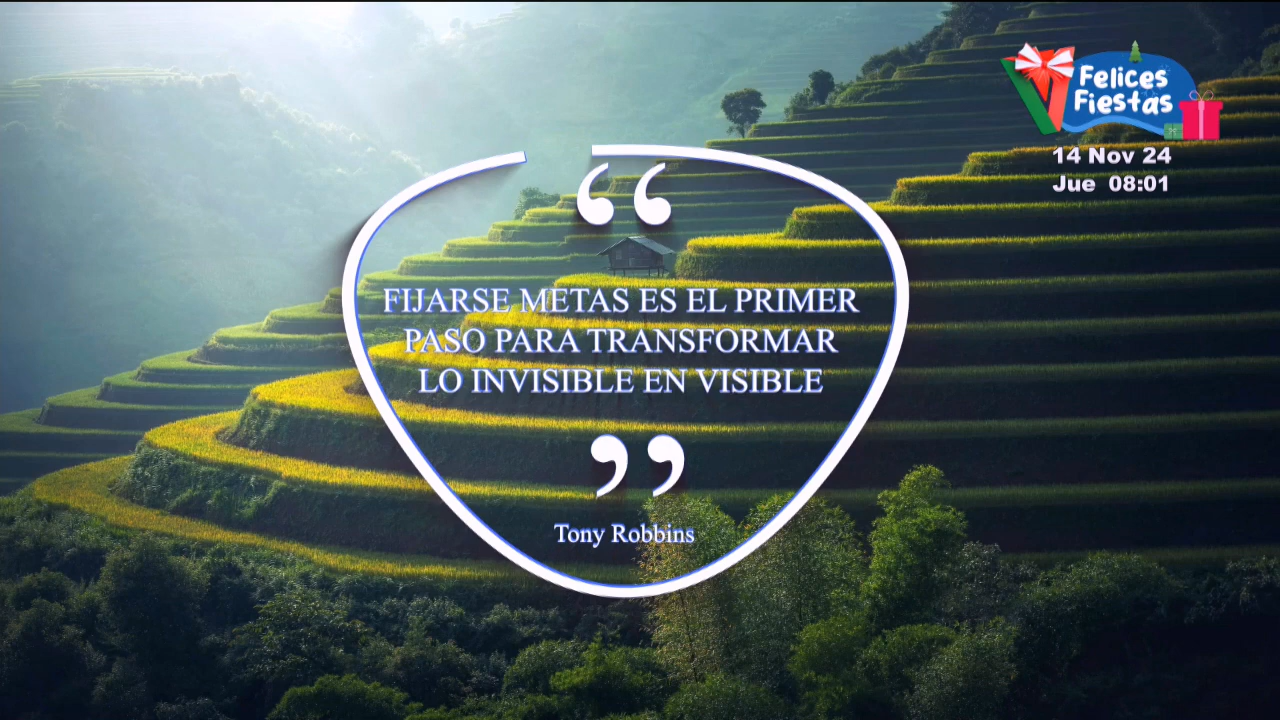 Felices
Fiestas
14 Nov 24
Jue 08:01
“
FIJARSE METAS ES EL PRIMER
PASO PARA TRANSFORMAR
LO INVISIBLE EN VISIBLE
”
Tony Robbins